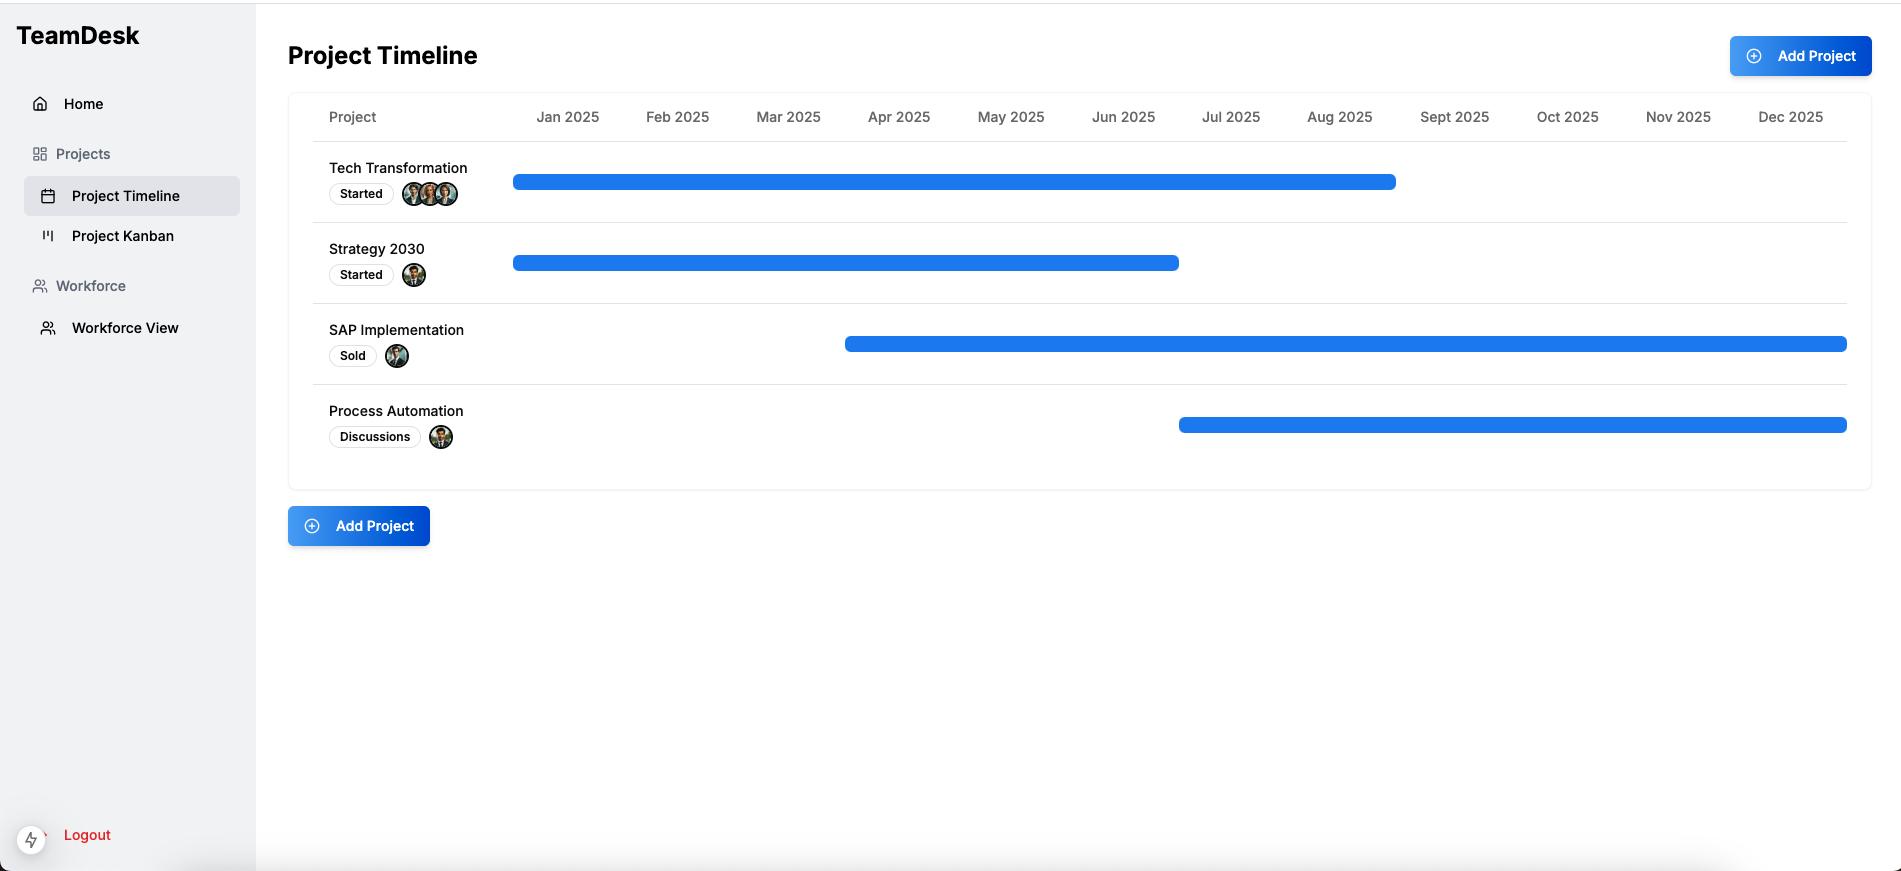 TeamDesk
Home
Projects
Project Timeline
Project Kanban
Workforce
Workforce View
Logout
Project Timeline
Add Project
Project Jan 2025 Feb 2025 Mar 2025 Apr 2025 May 2025 Jun 2025 Jul 2025 Aug 2025 Sept 2025 Oct 2025 Nov 2025 Dec 2025
Tech Transformation
Started
Strategy 2030
Started
SAP Implementation
Sold
Process Automation
Discussions
Add Project